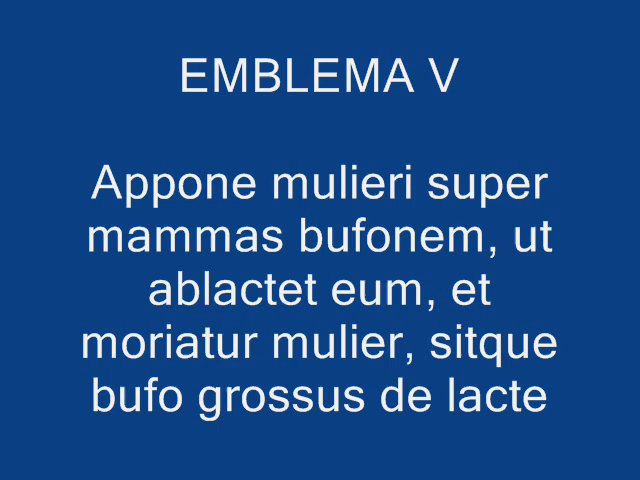 EMBLEMA V
Appone mulieri super
mammas bufonem, ut
ablactet eum, et
moriatur mulier, sitque
bufo grossus de lacte